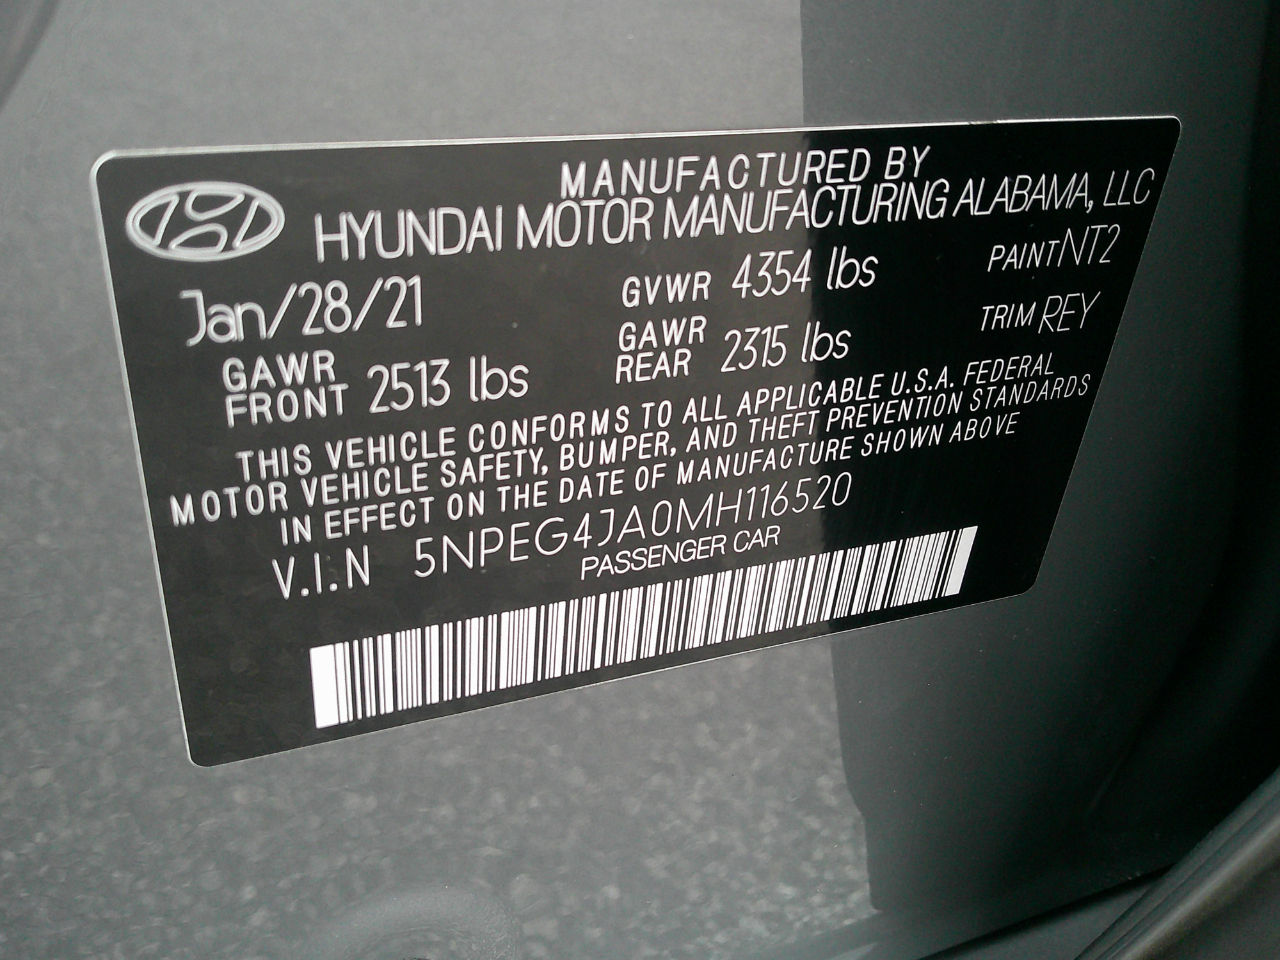 MANUFACTURED BY
HYUNDAI MOTOR MANUFACTURING ALABAMA, LLC
Jan/28/21 GVWR 4354 lbs PAINT NT2
GAWR FRONT 2513 lbs GAWR REAR 2315 lbs TRIM REY
THIS VEHICLE CONFORMS TO ALL APPLICABLE U.S.A. FEDERAL
MOTOR VEHICLE SAFETY, BUMPER, AND THEFT PREVENTION STANDARDS
IN EFFECT ON THE DATE OF MANUFACTURE SHOWN ABOVE
V.I.N 5NPEG4JA0MH116520
PASSENGER CAR